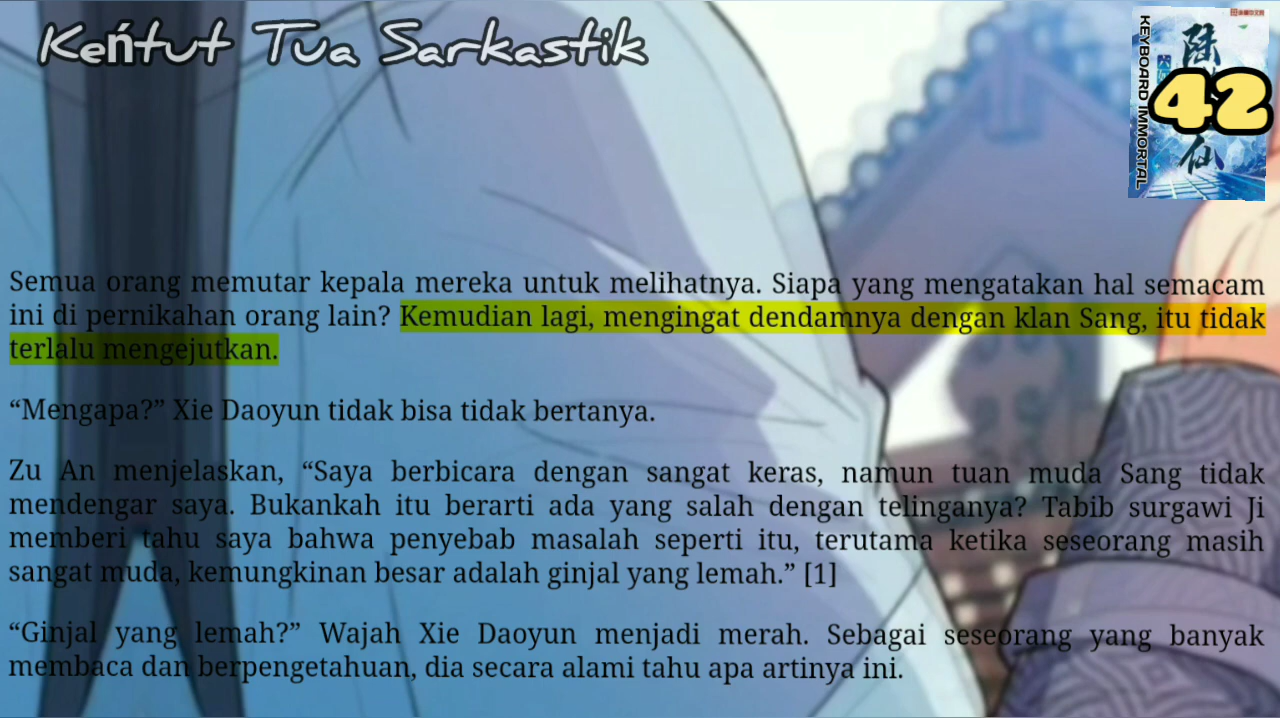 Keńtut Tua Sarkastik
KEYBOARD IMMORTAL
42
仙
Semua orang memutar kepala mereka untuk melihatnya. Siapa yang mengatakan hal semacam
ini di pernikahan orang lain? Kemudian lagi, mengingat dendamnya dengan klan Sang, itu tidak
terlalu mengejutkan.
“Mengapa?” Xie Daoyun tidak bisa tidak bertanya.
Zu An menjelaskan, “Saya berbicara dengan sangat keras, namun tuan muda Sang tidak
mendengar saya. Bukankah itu berarti ada yang salah dengan telinganya? Tabib surgawi Ji
memberi tahu saya bahwa penyebab masalah seperti itu, terutama ketika seseorang masih
sangat muda, kemungkinan besar adalah ginjal yang lemah.” [1]
“Ginjal yang lemah?” Wajah Xie Daoyun menjadi merah. Sebagai seseorang yang banyak
membaca dan berpengetahuan, dia secara alami tahu apa artinya ini.